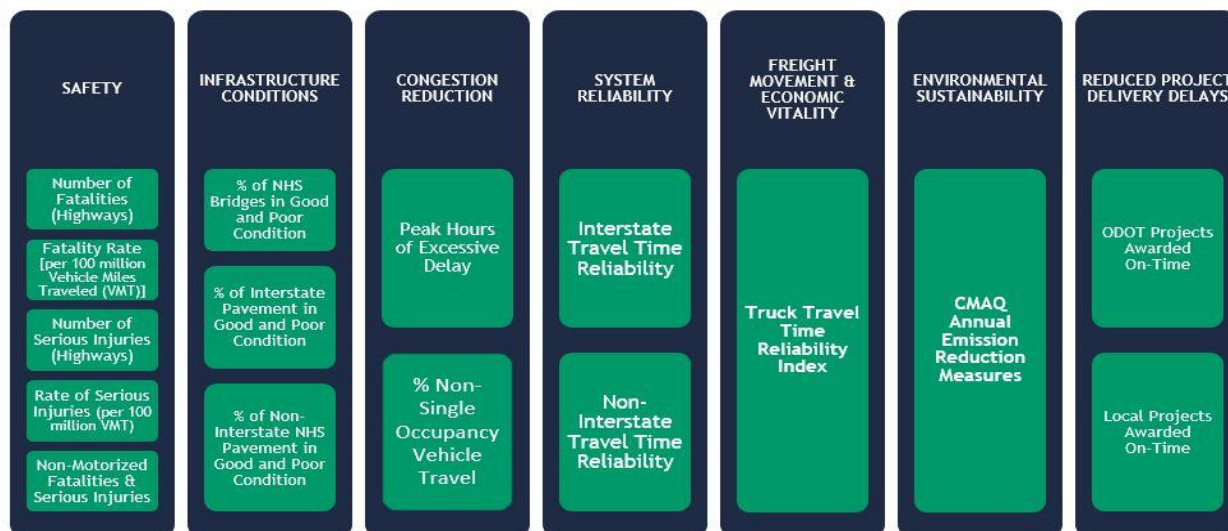 SAFETY
Number of
Fatalities
(Highways)
Fatality Rate
[per 100 million
Vehicle Miles
Traveled (VMT)]
Number of
Serious Injuries
(Highways)
Rate of Serious
Injuries (per 100
million VMT)
Non-Motorized
Fatalities &
Serious Injuries
INFRASTRUCTURE
CONDITIONS
% of NHS
Bridges in Good
and Poor
Condition
% of Interstate
Pavement in
Good and Poor
Condition
% of Non-
Interstate NHS
Pavement in
Good and Poor
Condition
CONGESTION
REDUCTION
Peak Hours
of Excessive
Delay
% Non-
Single
Occupancy
Vehicle
Travel
SYSTEM
RELIABILITY
Interstate
Travel Time
Reliability
Non-
Interstate
Travel Time
Reliability
FREIGHT
MOVEMENT &
ECONOMIC
VITALITY
Truck Travel
Time
Reliability
Index
ENVIRONMENTAL
SUSTAINABILITY
CMAQ
Annual
Emission
Reduction
Measures
REDUCED PROJECT
DELIVERY DELAYS
ODOT Projects
Awarded
On-Time
Local Projects
Awarded
On-Time